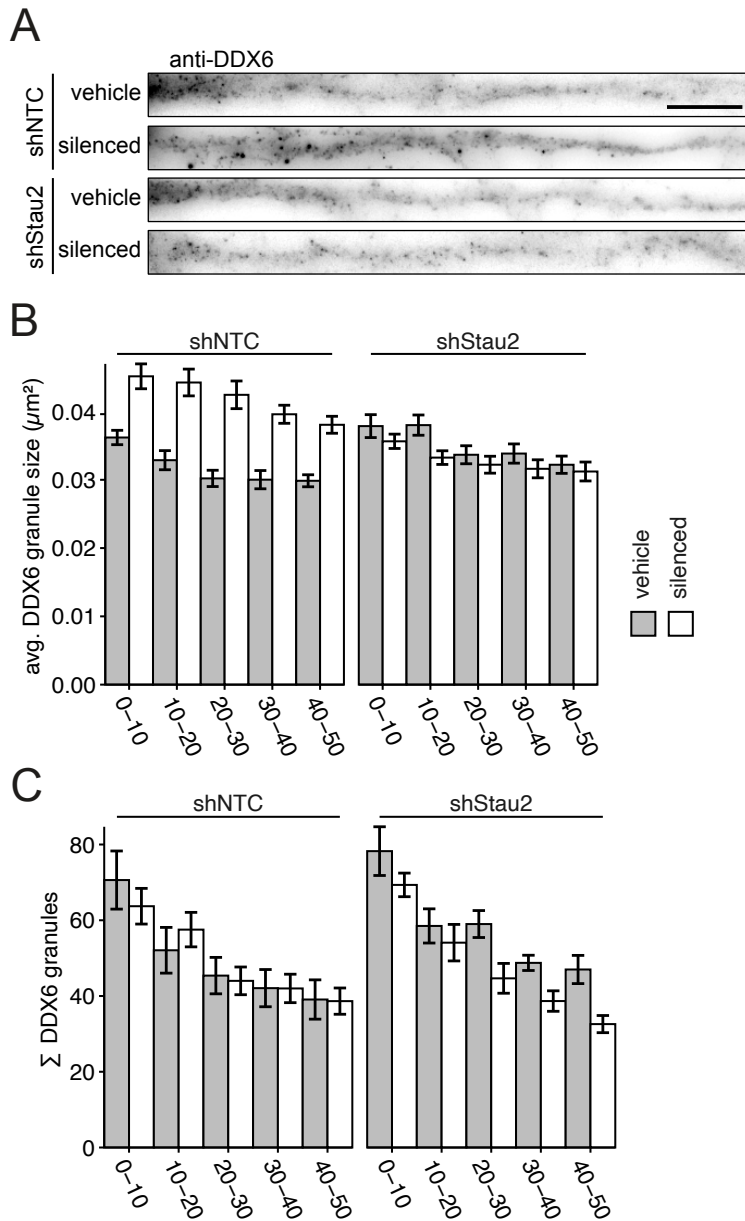 A
anti-DDX6
shNTC
vehicle
silenced
shStau2
vehicle
silenced
B
shNTC
shStau2
avg. DDX6 granule size (µm²)
0.04
0.03
0.02
0.01
0.00
0–10
10–20
20–30
30–40
40–50
0–10
10–20
20–30
30–40
40–50
vehicle
silenced
C
shNTC
shStau2
∑ DDX6 granules
80
60
40
20
0
0–10
10–20
20–30
30–40
40–50
0–10
10–20
20–30
30–40
40–50